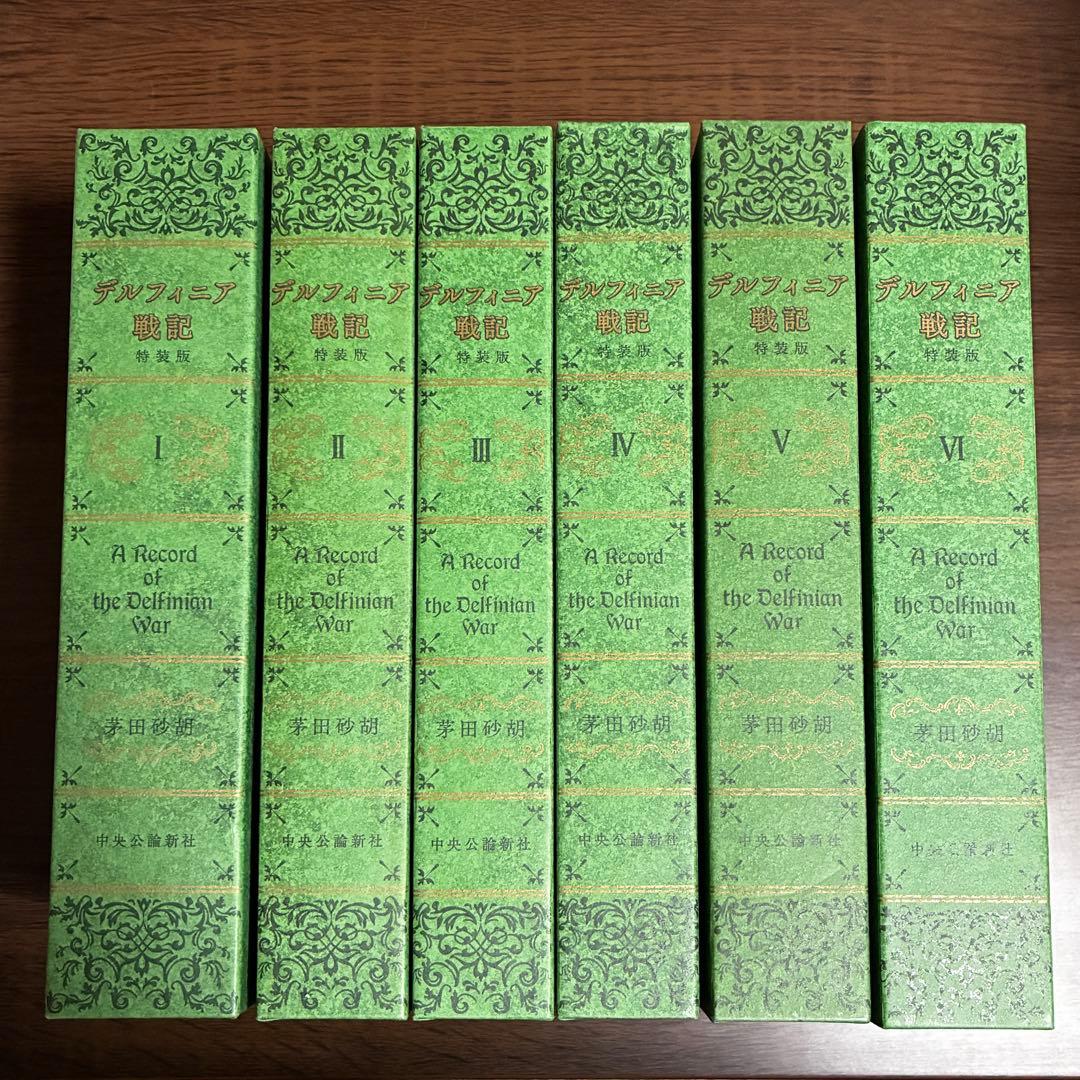 デルフィニア
戦記
特装版
I
A Record
of
the Delfinian
War
茅田砂胡
中央公論新社
デルフィニア
戦記
特装版
II
A Record
of
the Delfinian
War
茅田砂胡
中央公論新社
デルフィニア
戦記
特装版
III
A Record
of
the Delfinian
War
茅田砂胡
中央公論新社
デルフィニア
戦記
特装版
IV
A Record
of
the Delfinian
War
茅田砂胡
中央公論新社
デルフィニア
戦記
特装版
V
A Record
of
the Delfinian
War
茅田砂胡
中央公論新社
デルフィニア
戦記
特装版
VI
A Record
of
the Delfinian
War
茅田砂胡
中央公論新社